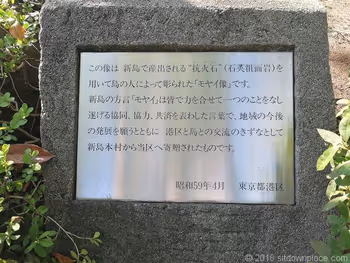 この像は 新島で産出される“抗火石”（石英粗面岩）を
用いて島の人によって彫られた「モヤイ像」です。
新島の方言「モヤイ」は皆で力を合せて一つのことをなし
遂げる協同、協力、共済を表わした言葉で、地域の今後
の発展を願うとともに 港区と島との交流のきずなとして
新島本村から当区へ寄贈されたものです。
昭和59年4月 東京都港区
© 2018 sitdownplace.com